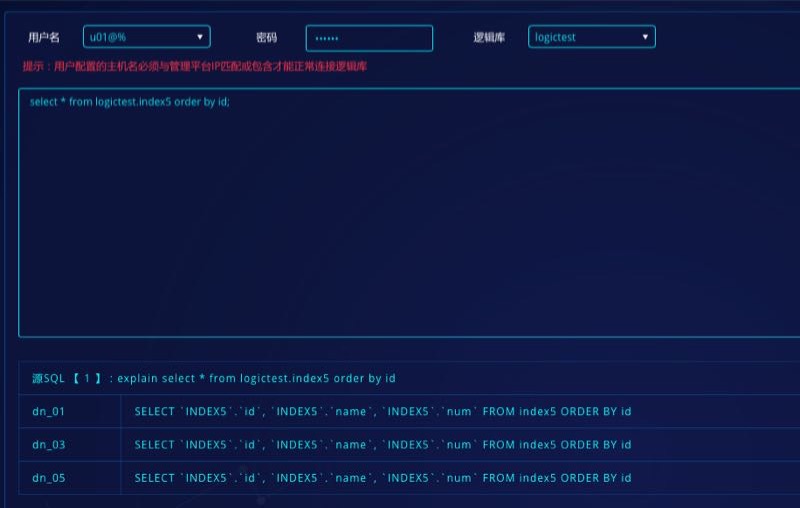 用户名 u01@% 密码 •••••• 逻辑库 logictest
提示：用户配置的主机名必须与管理平台IP匹配或包含才能正常连接逻辑库
select * from logictest.index5 order by id;
源SQL 【 1 】 : explain select * from logictest.index5 order by id
dn_01 SELECT `INDEX5`.`id`, `INDEX5`.`name`, `INDEX5`.`num` FROM index5 ORDER BY id
dn_03 SELECT `INDEX5`.`id`, `INDEX5`.`name`, `INDEX5`.`num` FROM index5 ORDER BY id
dn_05 SELECT `INDEX5`.`id`, `INDEX5`.`name`, `INDEX5`.`num` FROM index5 ORDER BY id